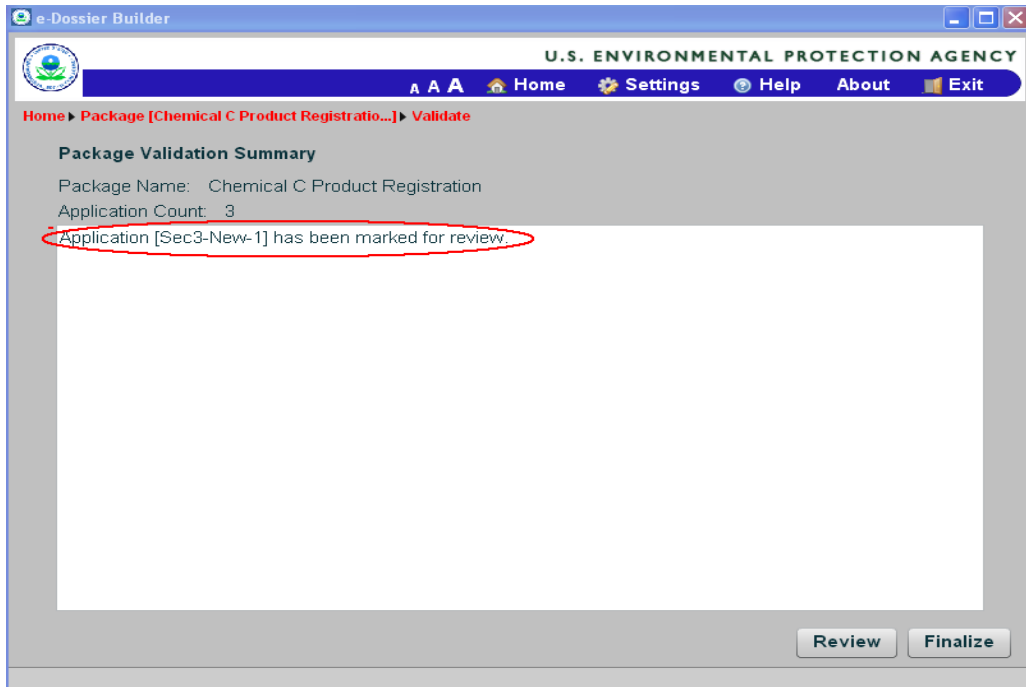 e-Dossier Builder
U.S. ENVIRONMENTAL PROTECTION AGENCY
A A A Home Settings Help About Exit
Home Package [Chemical C Product Registratio...] Validate
Package Validation Summary
Package Name: Chemical C Product Registration
Application Count: 3
Application [Sec3-New-1] has been marked for review.
Review Finalize